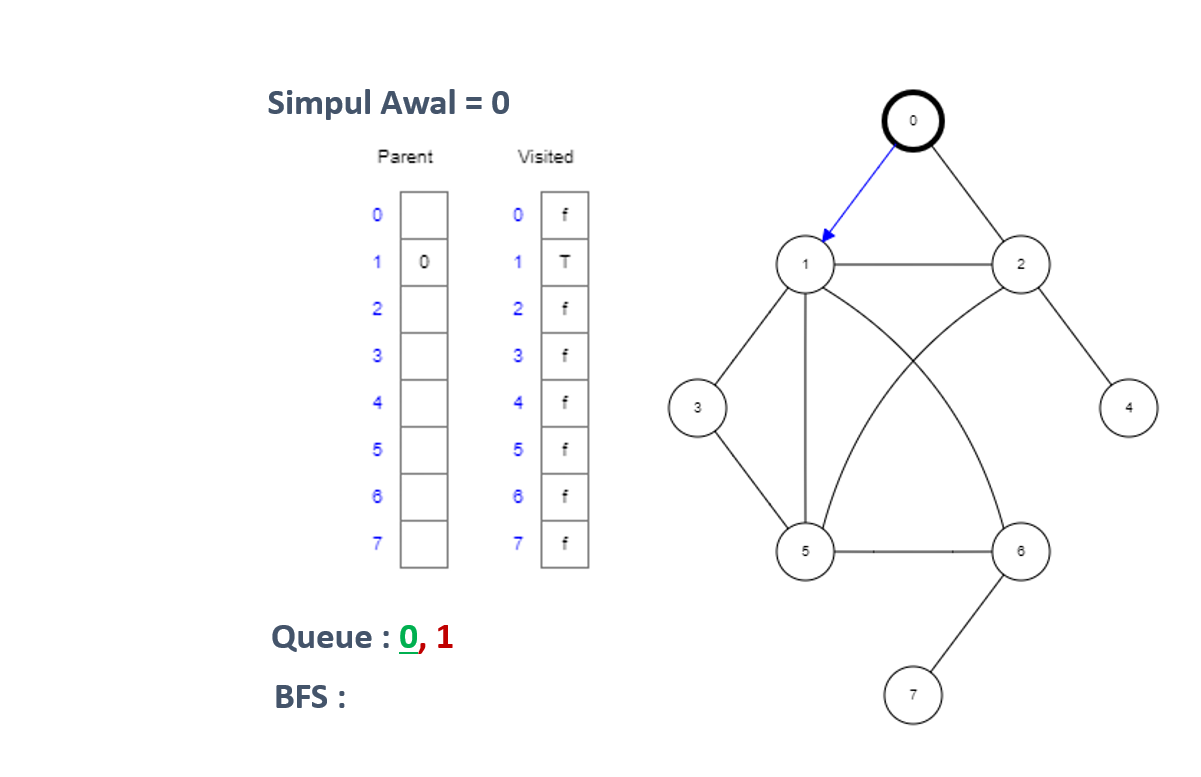 Simpul Awal = 0
Parent Visited
0 0 f
1 0 1 T
2 2 f
3 3 f
4 4 f
5 5 f
6 6 f
7 7 f
Queue : 0, 1
BFS :
0
1 2
3 4
5 6
7